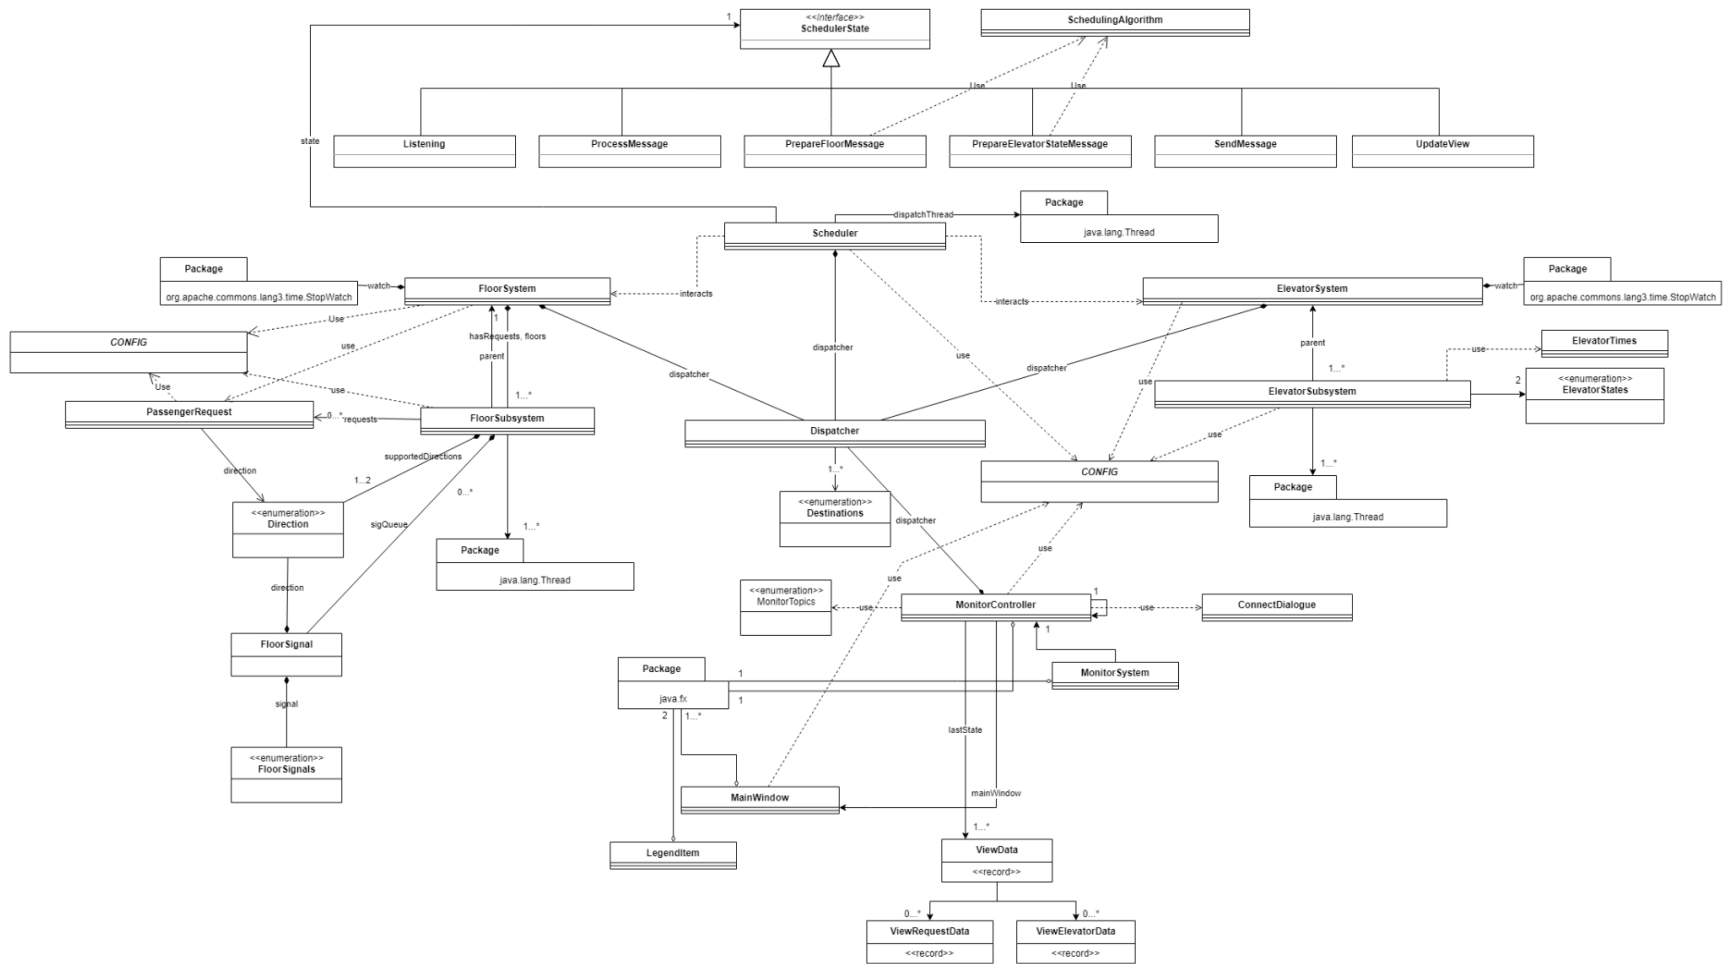 <<interface>>
SchedulerState
1
SchedulingAlgorithm
Use
Use
state
Listening
ProcessMessage
PrepareFloorMessage
PrepareElevatorStateMessage
SendMessage
UpdateView
Package
java.lang.Thread
dispatchThread
Scheduler
Package
org.apache.commons.lang3.time.StopWatch
watch
FloorSystem
interacts
interacts
ElevatorSystem
watch
Package
org.apache.commons.lang3.time.StopWatch
CONFIG
Use
use
1
hasRequests, floors
parent
dispatcher
dispatcher
dispatcher
use
use
parent
1...*
use
ElevatorTimes
Use
use
1...*
PassengerRequest
0...*
requests
FloorSubsystem
ElevatorSubsystem
2
<<enumeration>>
ElevatorStates
Dispatcher
use
direction
supportedDirections
1...2
0...*
1...*
CONFIG
1...*
Package
java.lang.Thread
<<enumeration>>
Direction
<<enumeration>>
Destinations
sigQueue
1...*
dispatcher
Package
java.lang.Thread
use
use
direction
<<enumeration>>
MonitorTopics
use
MonitorController
1
use
ConnectDialogue
1
FloorSignal
Package
java.fx
1
1
MonitorSystem
signal
2
1...*
lastState
<<enumeration>>
FloorSignals
MainWindow
mainWindow
1...*
LegendItem
ViewData
<<record>>
0...*
0...*
ViewRequestData
<<record>>
ViewElevatorData
<<record>>